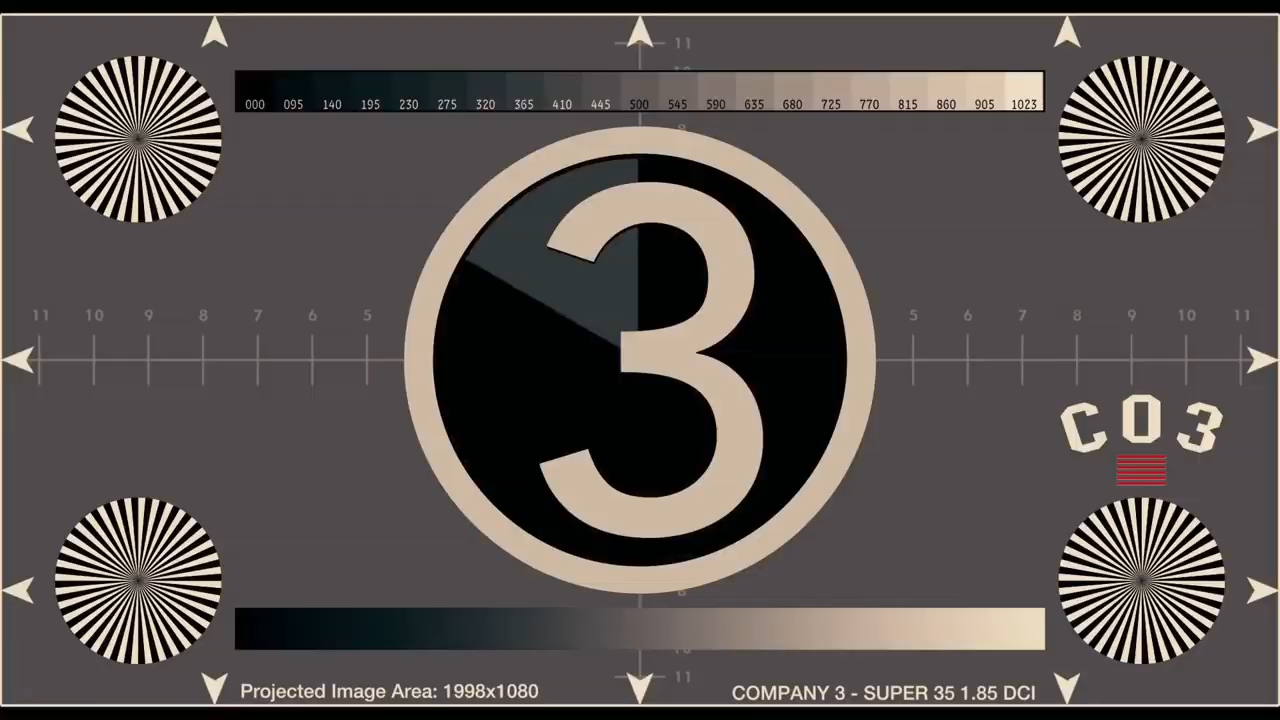 11
000 095 140 195 230 275 320 365 410 445 500 545 590 635 680 725 770 815 860 905 1023
3
11 10 9 8 7 6 5 5 6 7 8 9 10 11
CO3
Projected Image Area: 1998x1080
11
COMPANY 3 - SUPER 35 1.85 DCI